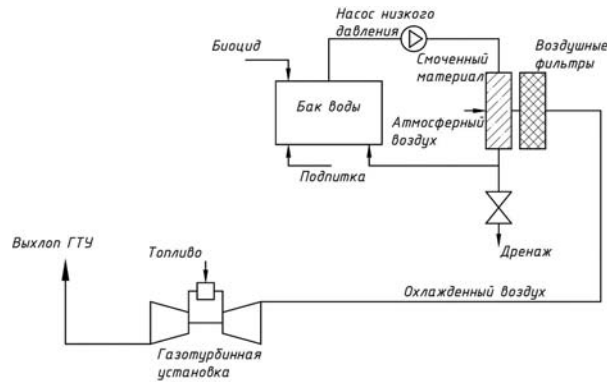 Насос низкого
давления
Биоцид
Смоченный
материал
Воздушные
фильтры
Бак воды
Атмосферный
воздух
Подпитка
Дренаж
Выхлоп ГТУ
Топливо
Охлажденный воздух
Газотурбинная
установка